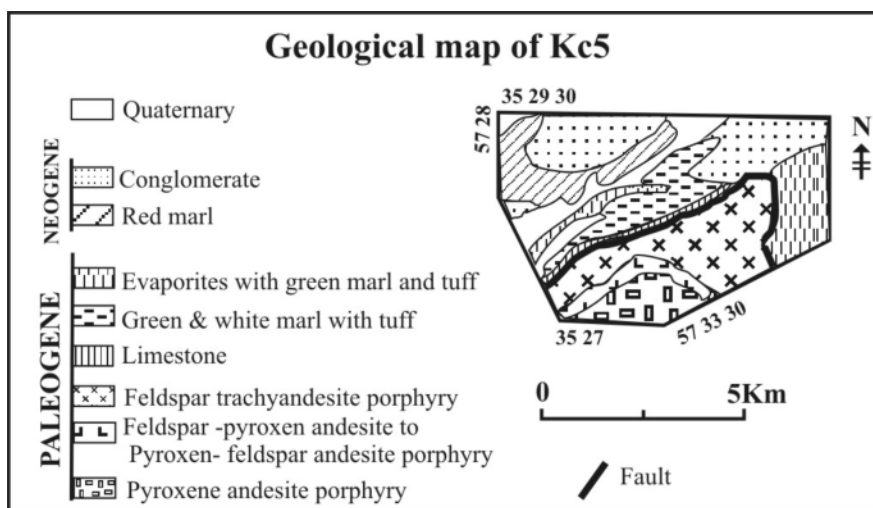 Geological map of Kc5
Quaternary
NEOGENE
Conglomerate
Red marl
PALEOGENE
Evaporites with green marl and tuff
Green & white marl with tuff
Limestone
Feldspar trachyandesite porphyry
Feldspar -pyroxen andesite to
Pyroxen- feldspar andesite porphyry
Pyroxene andesite porphyry
35 29 30
57 28
N
35 27
57 33 30
0 5Km
Fault